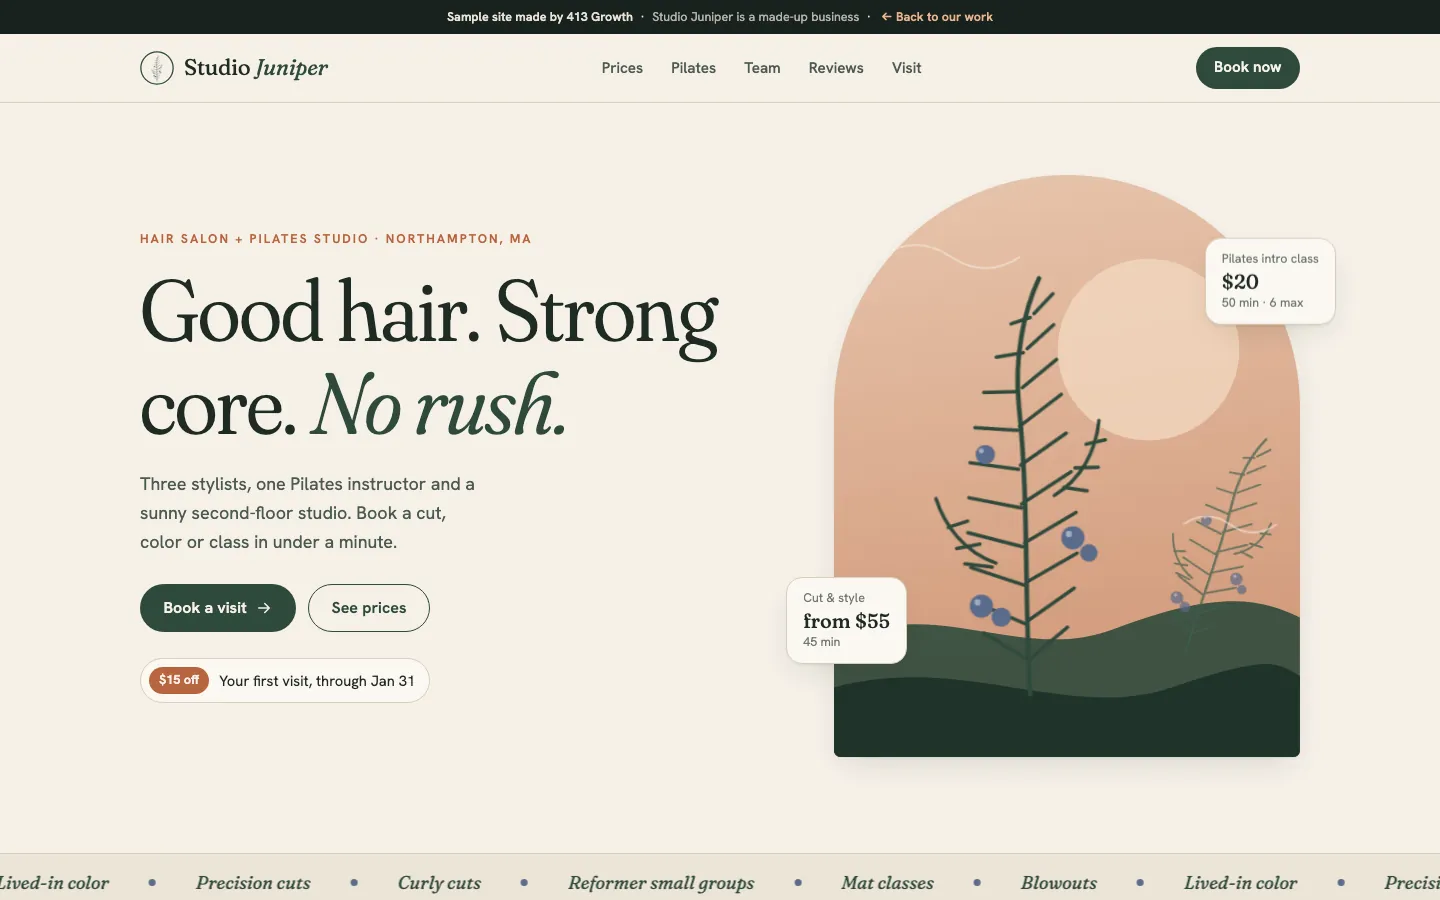 Sample site made by 413 Growth · Studio Juniper is a made-up business · ← Back to our work
Studio Juniper
Prices Pilates Team Reviews Visit
Book now
HAIR SALON + PILATES STUDIO · NORTHAMPTON, MA
Good hair. Strong
core. No rush.
Three stylists, one Pilates instructor and a
sunny second-floor studio. Book a cut,
color or class in under a minute.
Book a visit → See prices
$15 off Your first visit, through Jan 31
Pilates intro class
$20
50 min · 6 max
Cut & style
from $55
45 min
Lived-in color • Precision cuts • Curly cuts • Reformer small groups • Mat classes • Blowouts • Lived-in color • Precisi